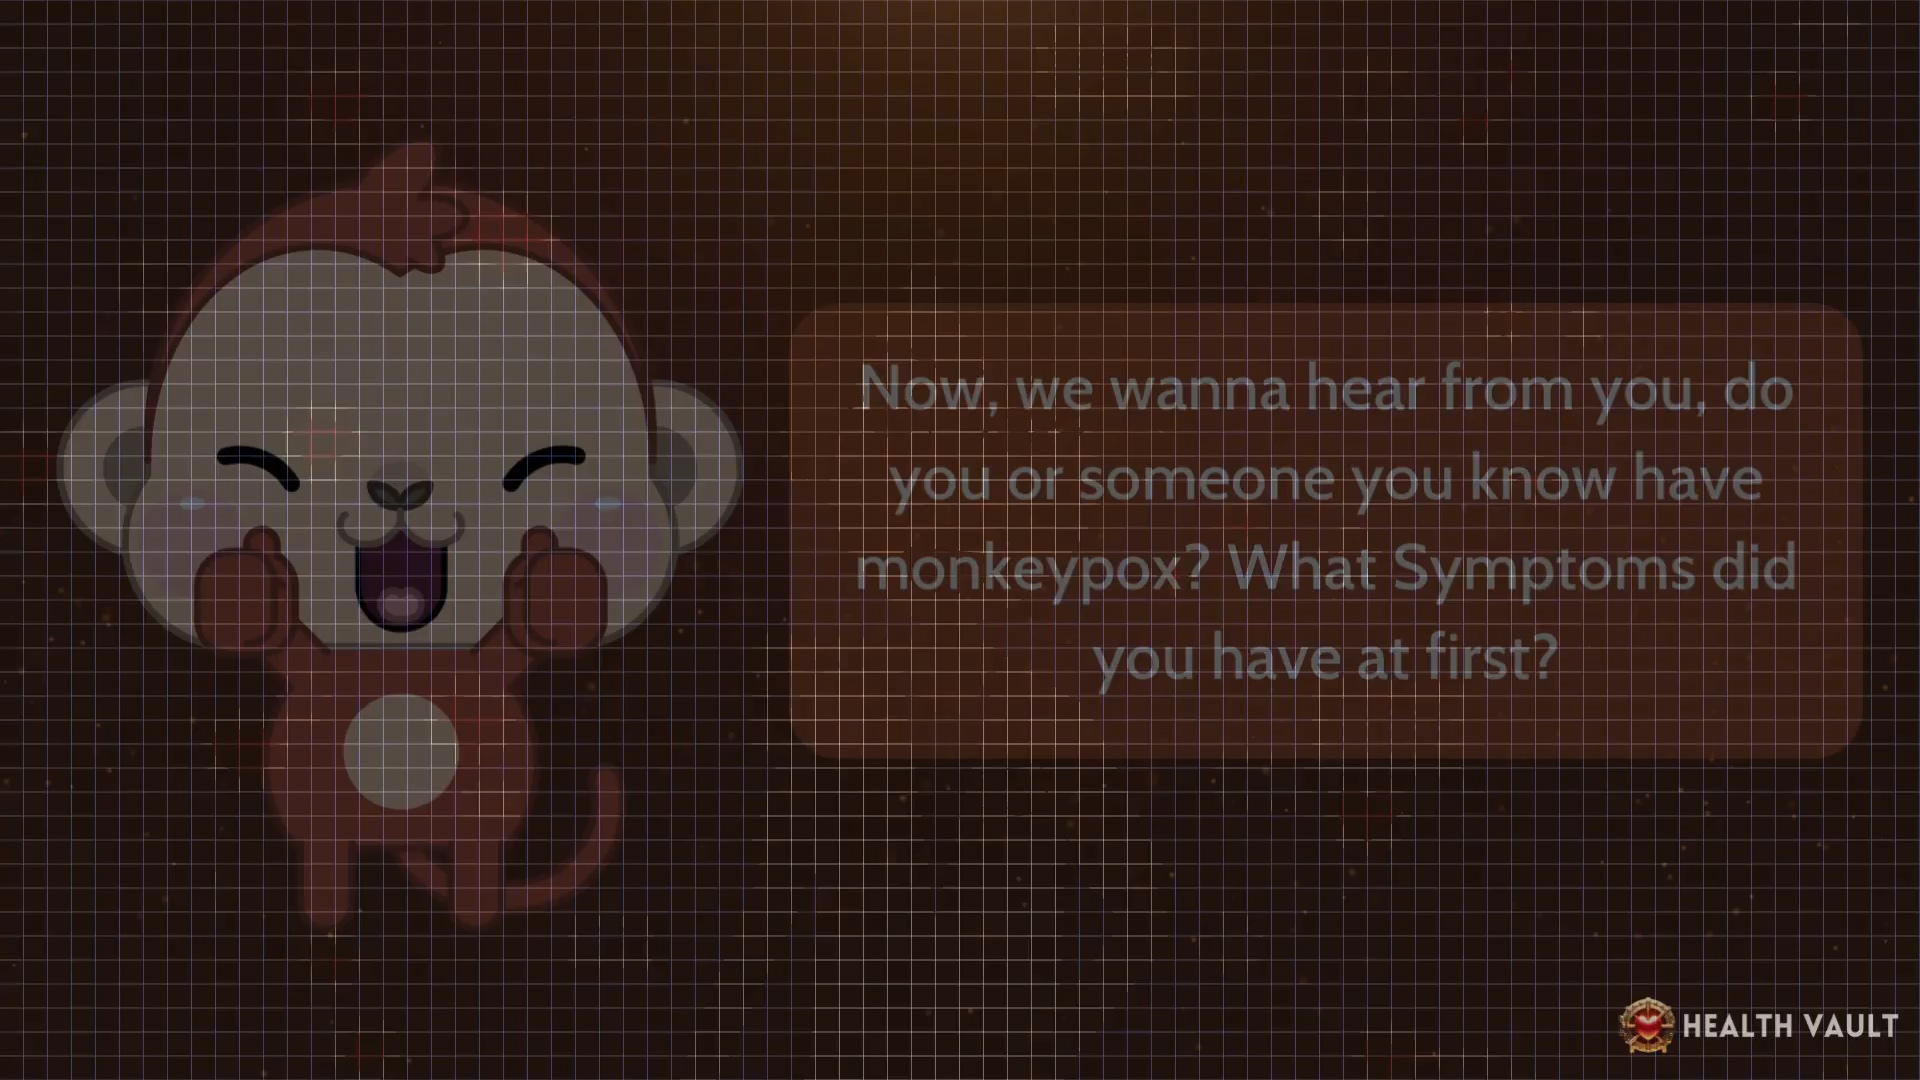 Now, we wanna hear from you, do
you or someone you know have
monkeypox? What Symptoms did
you have at first?
HEALTH VAULT